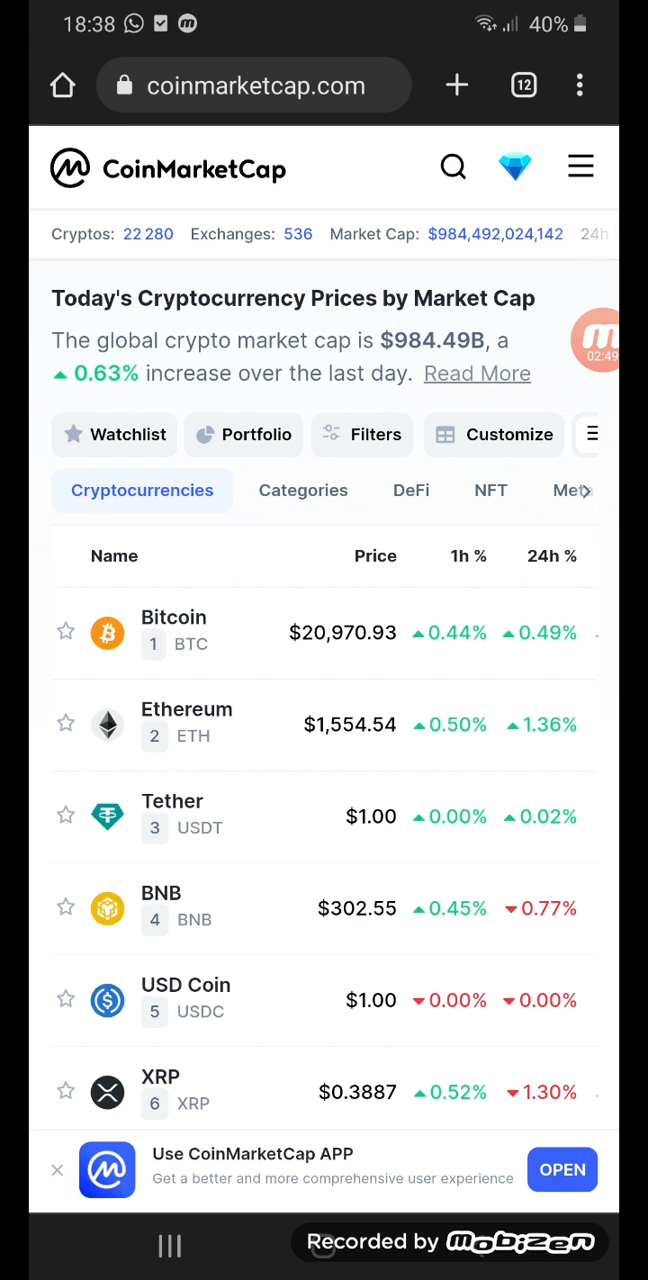 18:38 40%
coinmarketcap.com 12
CoinMarketCap
Cryptos: 22 280 Exchanges: 536 Market Cap: $984,492,024,142 24h
Today's Cryptocurrency Prices by Market Cap
The global crypto market cap is $984.49B, a
02:49
0.63% increase over the last day. Read More
Watchlist Portfolio Filters Customize
Cryptocurrencies Categories DeFi NFT Met
Name Price 1h % 24h %
Bitcoin
1 BTC $20,970.93 0.44% 0.49%
Ethereum
2 ETH $1,554.54 0.50% 1.36%
Tether
3 USDT $1.00 0.00% 0.02%
BNB
4 BNB $302.55 0.45% 0.77%
USD Coin
5 USDC $1.00 0.00% 0.00%
XRP
6 XRP $0.3887 0.52% 1.30%
Use CoinMarketCap APP
Get a better and more comprehensive user experience
OPEN
Recorded by mobizen